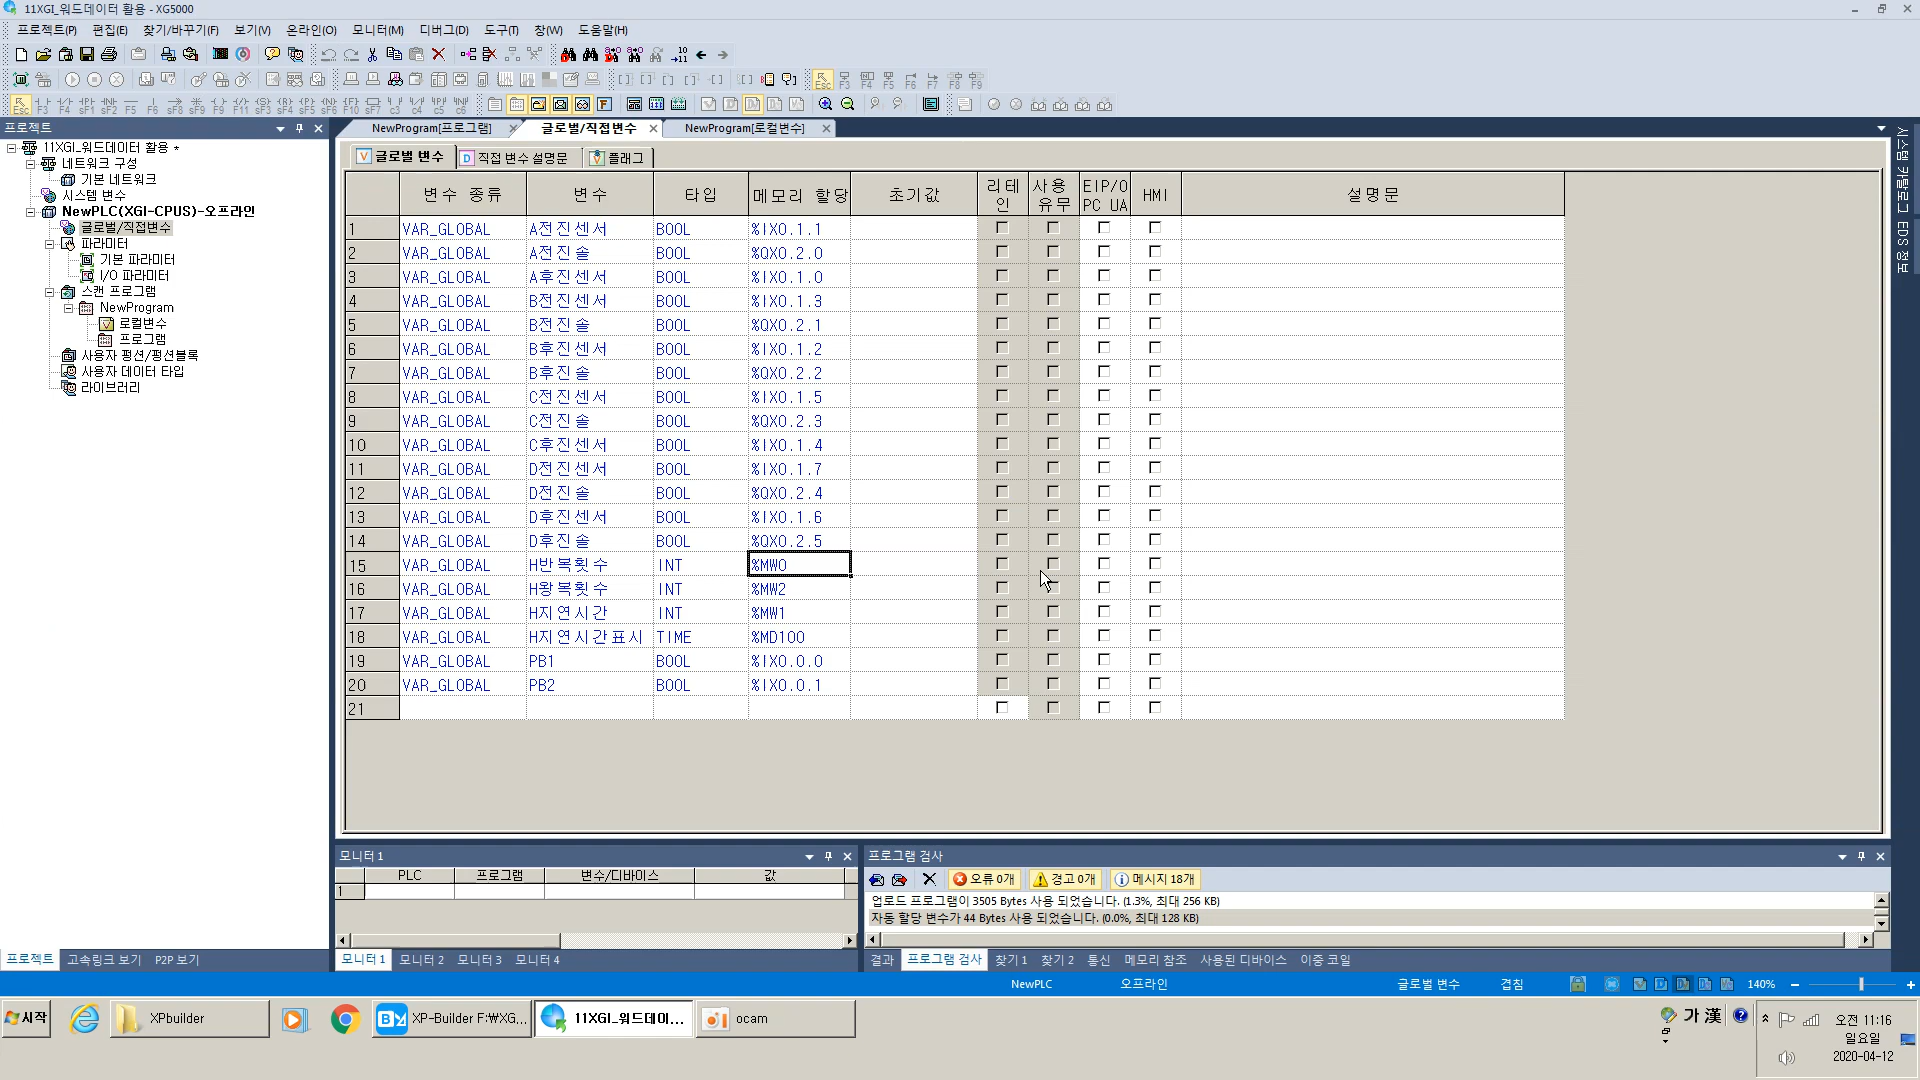 11XGI_워드데이터 활용 - XG5000
프로젝트(P) 편집(E) 찾기/바꾸기(F) 보기(V) 온라인(O) 모니터(M) 디버그(D) 도구(T) 창(W) 도움말(H)
프로젝트
NewProgram[프로그램] 글로벌/직접변수 NewProgram[로컬변수]
11XGI_워드데이터 활용 *
네트워크 구성
기본 네트워크
시스템 변수
NewPLC(XGI-CPUS)-오프라인
글로벌/직접변수
파라미터
기본 파라미터
I/O 파라미터
스캔 프로그램
NewProgram
로컬변수
프로그램
사용자 펑션/펑션블록
사용자 데이터 타입
라이브러리
글로벌 변수 직접 변수 설명문 플래그
변수 종류 변수 타입 메모리 할당 초기값 리테인 사용 유무 EIP/OPC UA HMI 설명문
1 VAR_GLOBAL A전진센서 BOOL %IX0.1.1
2 VAR_GLOBAL A전진솔 BOOL %QX0.2.0
3 VAR_GLOBAL A후진센서 BOOL %IX0.1.0
4 VAR_GLOBAL B전진센서 BOOL %IX0.1.3
5 VAR_GLOBAL B전진솔 BOOL %QX0.2.1
6 VAR_GLOBAL B후진센서 BOOL %IX0.1.2
7 VAR_GLOBAL B후진솔 BOOL %QX0.2.2
8 VAR_GLOBAL C전진센서 BOOL %IX0.1.5
9 VAR_GLOBAL C전진솔 BOOL %QX0.2.3
10 VAR_GLOBAL C후진센서 BOOL %IX0.1.4
11 VAR_GLOBAL D전진센서 BOOL %IX0.1.7
12 VAR_GLOBAL D전진솔 BOOL %QX0.2.4
13 VAR_GLOBAL D후진센서 BOOL %IX0.1.6
14 VAR_GLOBAL D후진솔 BOOL %QX0.2.5
15 VAR_GLOBAL H반복횟수 INT %MW0
16 VAR_GLOBAL H왕복횟수 INT %MW2
17 VAR_GLOBAL H지연시간 INT %MW1
18 VAR_GLOBAL H지연시간표시 TIME %MD100
19 VAR_GLOBAL PB1 BOOL %IX0.0.0
20 VAR_GLOBAL PB2 BOOL %IX0.0.1
21
시스템 카탈로그 EDS 정보
모니터1
PLC 프로그램 변수/디바이스 값
1
프로그램 검사
오류 0개 경고 0개 메시지 18개
업로드 프로그램이 3505 Bytes 사용 되었습니다. (1.3%, 최대 256 KB)
자동 할당 변수가 44 Bytes 사용 되었습니다. (0.0%, 최대 128 KB)
프로젝트 고속링크 보기 P2P 보기
모니터 1 모니터 2 모니터 3 모니터 4
결과 프로그램 검사 찾기 1 찾기 2 통신 메모리 참조 사용된 디바이스 이중 코일
NewPLC 오프라인 글로벌 변수 겹침 140%
시작 XPbuilder XP-Builder F:₩XG,... 11XGI_워드데이... ocam
가 漢
오전 11:16
일요일
2020-04-12